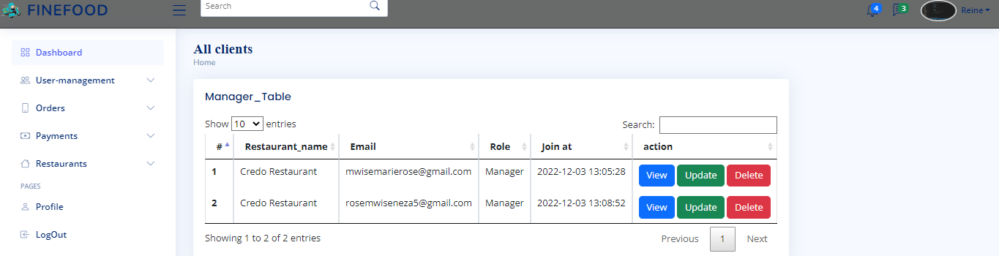 FINEFOOD
Search
4
3
Reine
Dashboard
User-management
Orders
Payments
Restaurants
PAGES
Profile
LogOut
All clients
Home
Manager_Table
Show 10 entries
Search:
# Restaurant_name Email Role Join at action
1 Credo Restaurant mwisemarierose@gmail.com Manager 2022-12-03 13:05:28 View Update Delete
2 Credo Restaurant rosemwiseneza5@gmail.com Manager 2022-12-03 13:08:52 View Update Delete
Showing 1 to 2 of 2 entries
Previous 1 Next